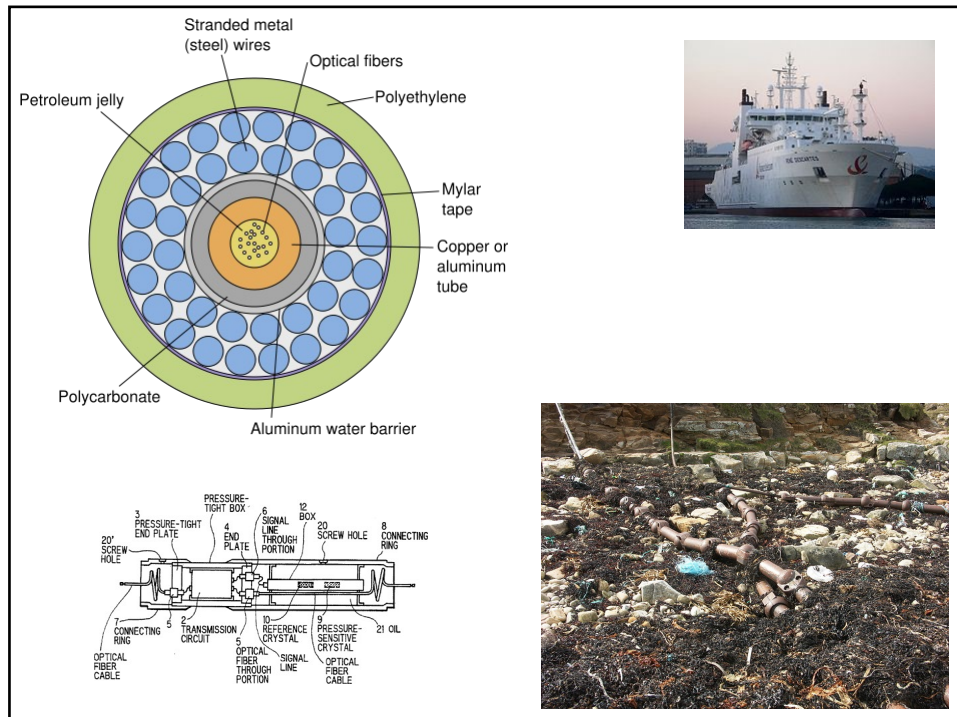 Stranded metal
(steel) wires
Optical fibers
Petroleum jelly
Polyethylene
Mylar
tape
Copper or
aluminum
tube
Polycarbonate
Aluminum water barrier
RENE DESCARTES
PRESSURE-
TIGHT BOX
3
PRESSURE-TIGHT
END PLATE
4
END
PLATE
6
SIGNAL
LINE
THROUGH
PORTION
12
BOX
20
SCREW HOLE
8
CONNECTING
RING
20'
SCREW
HOLE
7
CONNECTING
RING
5
2
TRANSMISSION
CIRCUIT
5
OPTICAL
FIBER
THROUGH
PORTION
10
REFERENCE
CRYSTAL
9
PRESSURE-
SENSITIVE
CRYSTAL
21 OIL
OPTICAL
FIBER
CABLE
SIGNAL
LINE
OPTICAL
FIBER
CABLE